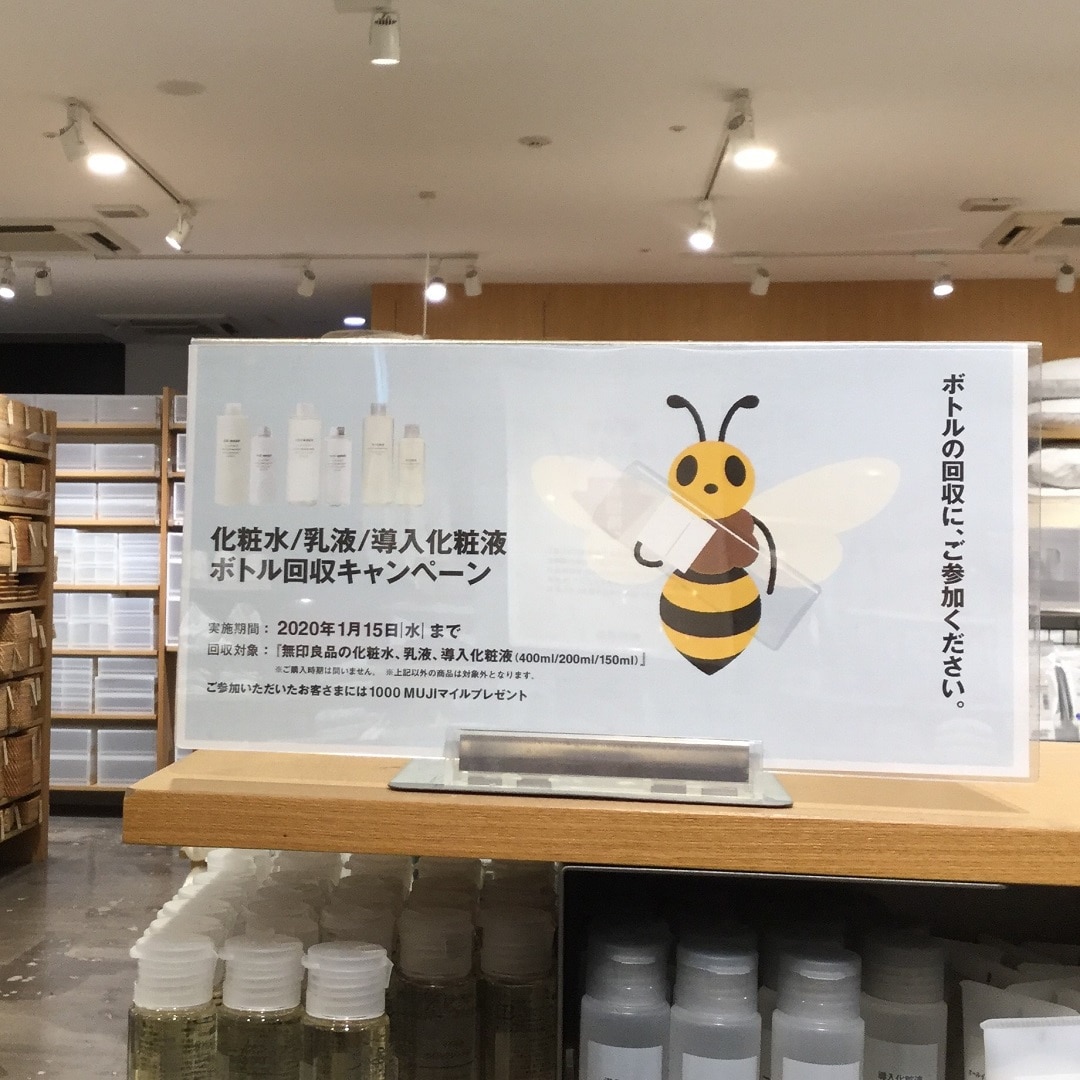 化粧水/乳液/導入化粧液
ボトル回収キャンペーン
実施期間： 2020年1月15日|水| まで
回収対象：『無印良品の化粧水、乳液、導入化粧液(400ml/200ml/150ml)』
※ご購入時期は問いません。 ※上記以外の商品は対象外となります。
ご参加いただいたお客さまには1000 MUJIマイルプレゼント
ボトルの回収に、ご参加ください。
導入化粧液